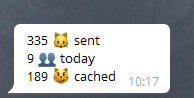 335 🐱 sent
9 👥 today
189 😼 cached
10:17